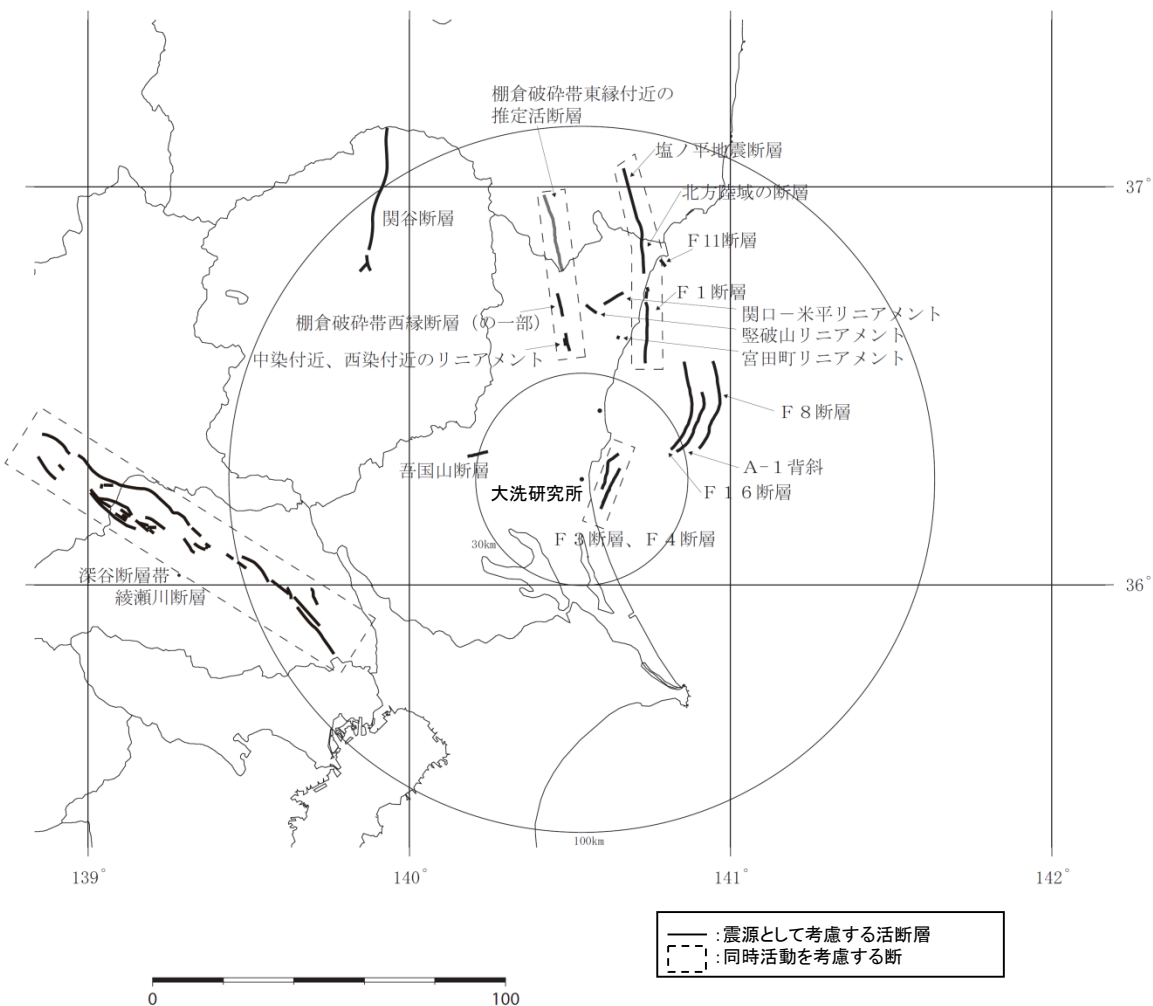 棚倉破砕帯東縁付近の
推定活断層
塩ノ平地震断層
37°
北方陸域の断層
関谷断層
F11断層
F1断層
関口－米平リニアメント
棚倉破砕帯西縁断層（の一部）
竪破山リニアメント
中染付近、西染付近のリニアメント
宮田町リニアメント
F8断層
吾国山断層
A-1背斜
大洗研究所
F16断層
F3断層、F4断層
30km
深谷断層帯・
綾瀬川断層
36°
100km
139°
140°
141°
142°
:震源として考慮する活断層
:同時活動を考慮する断
0
100